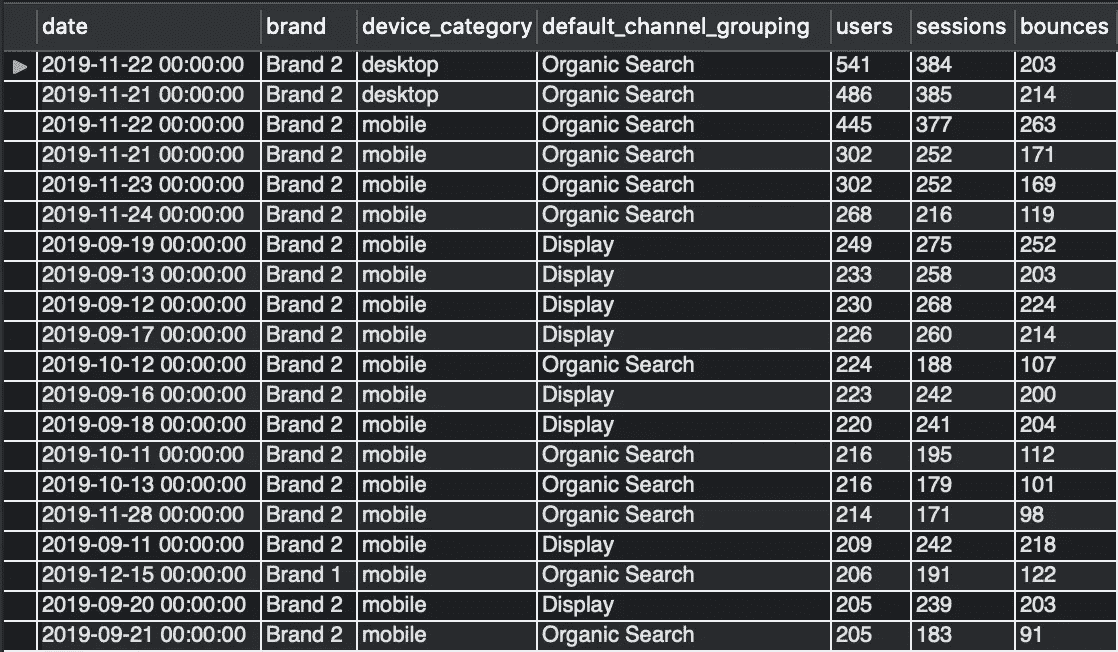 date brand device_category default_channel_grouping users sessions bounces
2019-11-22 00:00:00 Brand 2 desktop Organic Search 541 384 203
2019-11-21 00:00:00 Brand 2 desktop Organic Search 486 385 214
2019-11-22 00:00:00 Brand 2 mobile Organic Search 445 377 263
2019-11-21 00:00:00 Brand 2 mobile Organic Search 302 252 171
2019-11-23 00:00:00 Brand 2 mobile Organic Search 302 252 169
2019-11-24 00:00:00 Brand 2 mobile Organic Search 268 216 119
2019-09-19 00:00:00 Brand 2 mobile Display 249 275 252
2019-09-13 00:00:00 Brand 2 mobile Display 233 258 203
2019-09-12 00:00:00 Brand 2 mobile Display 230 268 224
2019-09-17 00:00:00 Brand 2 mobile Display 226 260 214
2019-10-12 00:00:00 Brand 2 mobile Organic Search 224 188 107
2019-09-16 00:00:00 Brand 2 mobile Display 223 242 200
2019-09-18 00:00:00 Brand 2 mobile Display 220 241 204
2019-10-11 00:00:00 Brand 2 mobile Organic Search 216 195 112
2019-10-13 00:00:00 Brand 2 mobile Organic Search 216 179 101
2019-11-28 00:00:00 Brand 2 mobile Organic Search 214 171 98
2019-09-11 00:00:00 Brand 2 mobile Display 209 242 218
2019-12-15 00:00:00 Brand 1 mobile Organic Search 206 191 122
2019-09-20 00:00:00 Brand 2 mobile Display 205 239 203
2019-09-21 00:00:00 Brand 2 mobile Organic Search 205 183 91